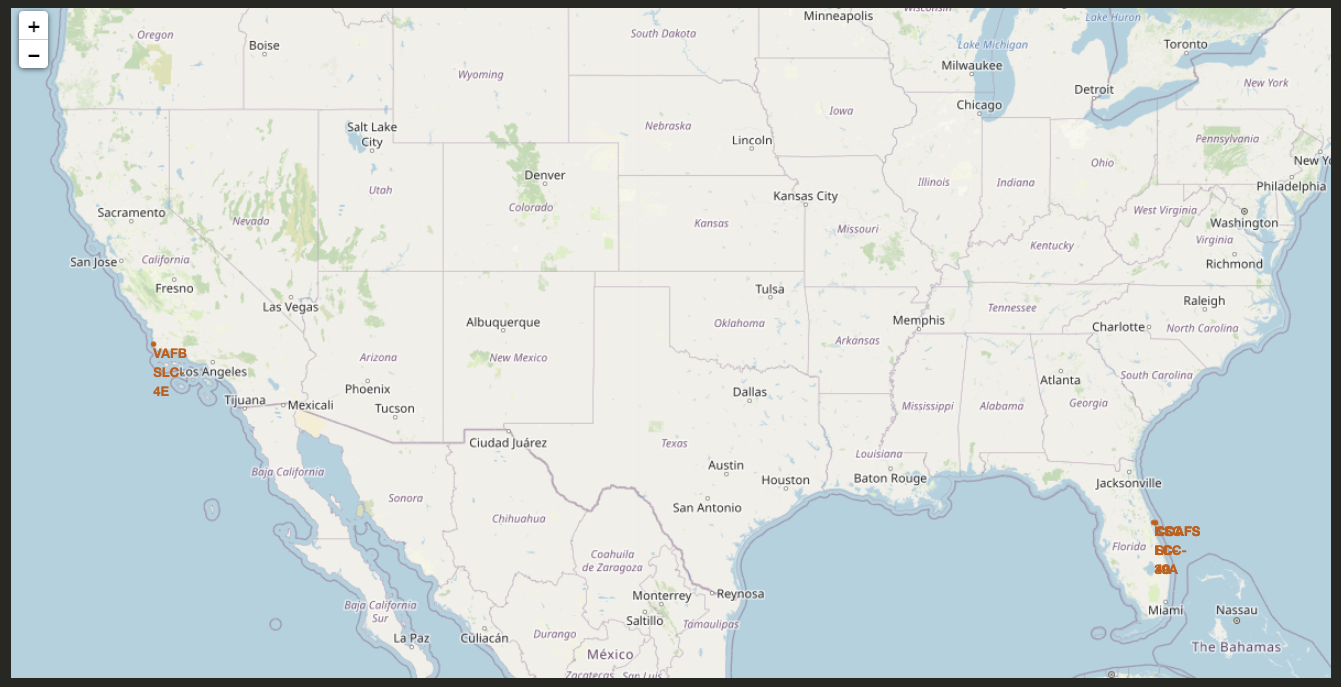 +
−
Oregon
Boise
Wyoming
South Dakota
Minneapolis
Wisconsin
Lake Huron
Lake Michigan
Toronto
Milwaukee
New York
Detroit
Chicago
Salt Lake
City
Nebraska
Iowa
Lincoln
Pennsylvania
Ohio
Denver
Utah
Colorado
Kansas City
Illinois
Indiana
Philadelphia
Sacramento
Nevada
Kansas
Missouri
West Virginia
Washington
Virginia
Kentucky
San Jose
California
Richmond
Fresno
Las Vegas
Tulsa
Raleigh
Tennessee
Albuquerque
Oklahoma
Memphis
Charlotte
North Carolina
Arkansas
VAFB
SLC-
4E
Los Angeles
Arizona
New Mexico
South Carolina
Atlanta
Phoenix
Dallas
Tijuana
Mexicali
Tucson
Mississippi
Alabama
Georgia
Ciudad Juárez
Texas
Louisiana
Baja California
Austin
Houston
Baton Rouge
Jacksonville
Sonora
San Antonio
Chihuahua
Florida
Coahuila
de Zaragoza
Monterrey
Reynosa
Baja California
Sur
Saltillo
Tamaulipas
Miami
Nassau
La Paz
Culiacán
Durango
México
The Bahamas
Zacatecas
San Luis